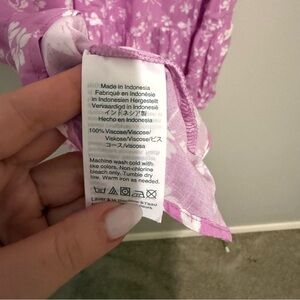 Made in Indonesia
Fabriqué en Indonésie
in Indonesien Hergestellt
Vervaardigd in Indonesië
インドネシア製
Hecho en Indonesia
100% Viscose/Viscose/
Viskose/Viscose/ビス
コース/Viscosa
Machine wash cold with
like colors. Non-chlorine
bleach only. Tumble dry
low. Warm iron as needed.